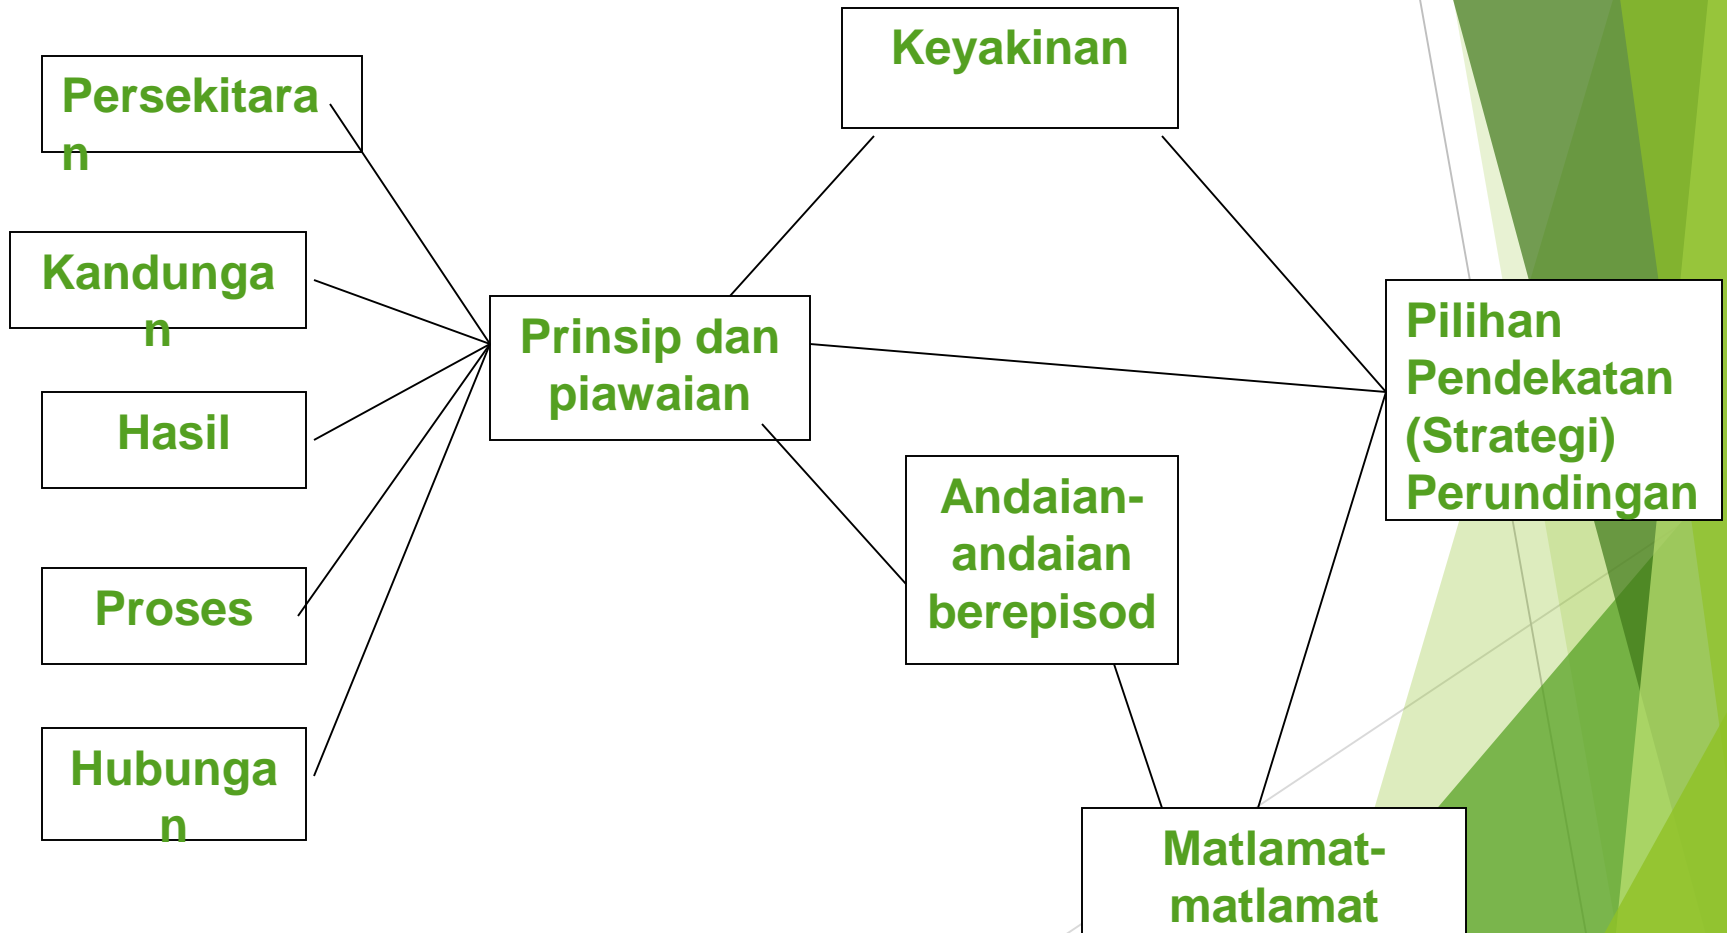 Persekitara
n
Kandunga
n
Hasil
Proses
Hubunga
n
Prinsip dan
piawaian
Keyakinan
Andaian-
andaian
berepisod
Matlamat-
matlamat
Pilihan
Pendekatan
(Strategi)
Perundingan